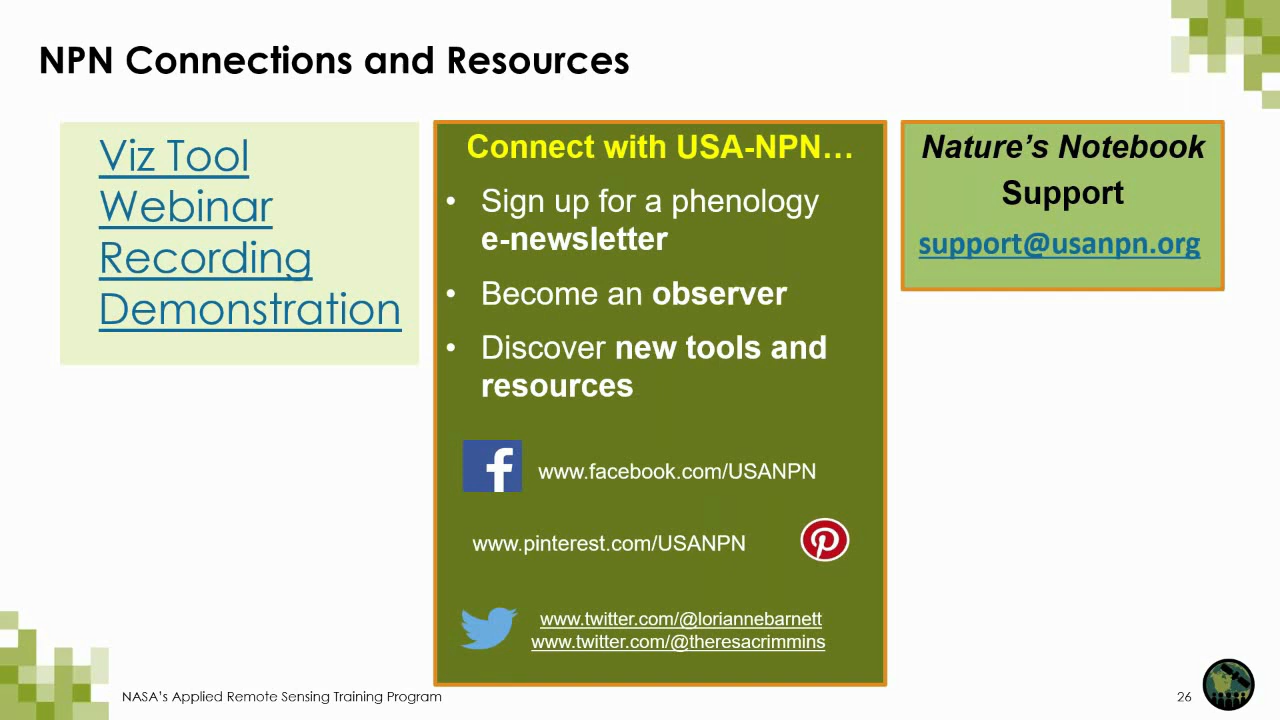 NPN Connections and Resources
Viz Tool
Webinar
Recording
Demonstration
Connect with USA-NPN…
• Sign up for a phenology
e-newsletter
• Become an observer
• Discover new tools and
resources
www.facebook.com/USANPN
www.pinterest.com/USANPN
www.twitter.com/@loriannebarnett
www.twitter.com/@theresacrimmins
Nature's Notebook
Support
support@usanpn.org
NASA's Applied Remote Sensing Training Program
26